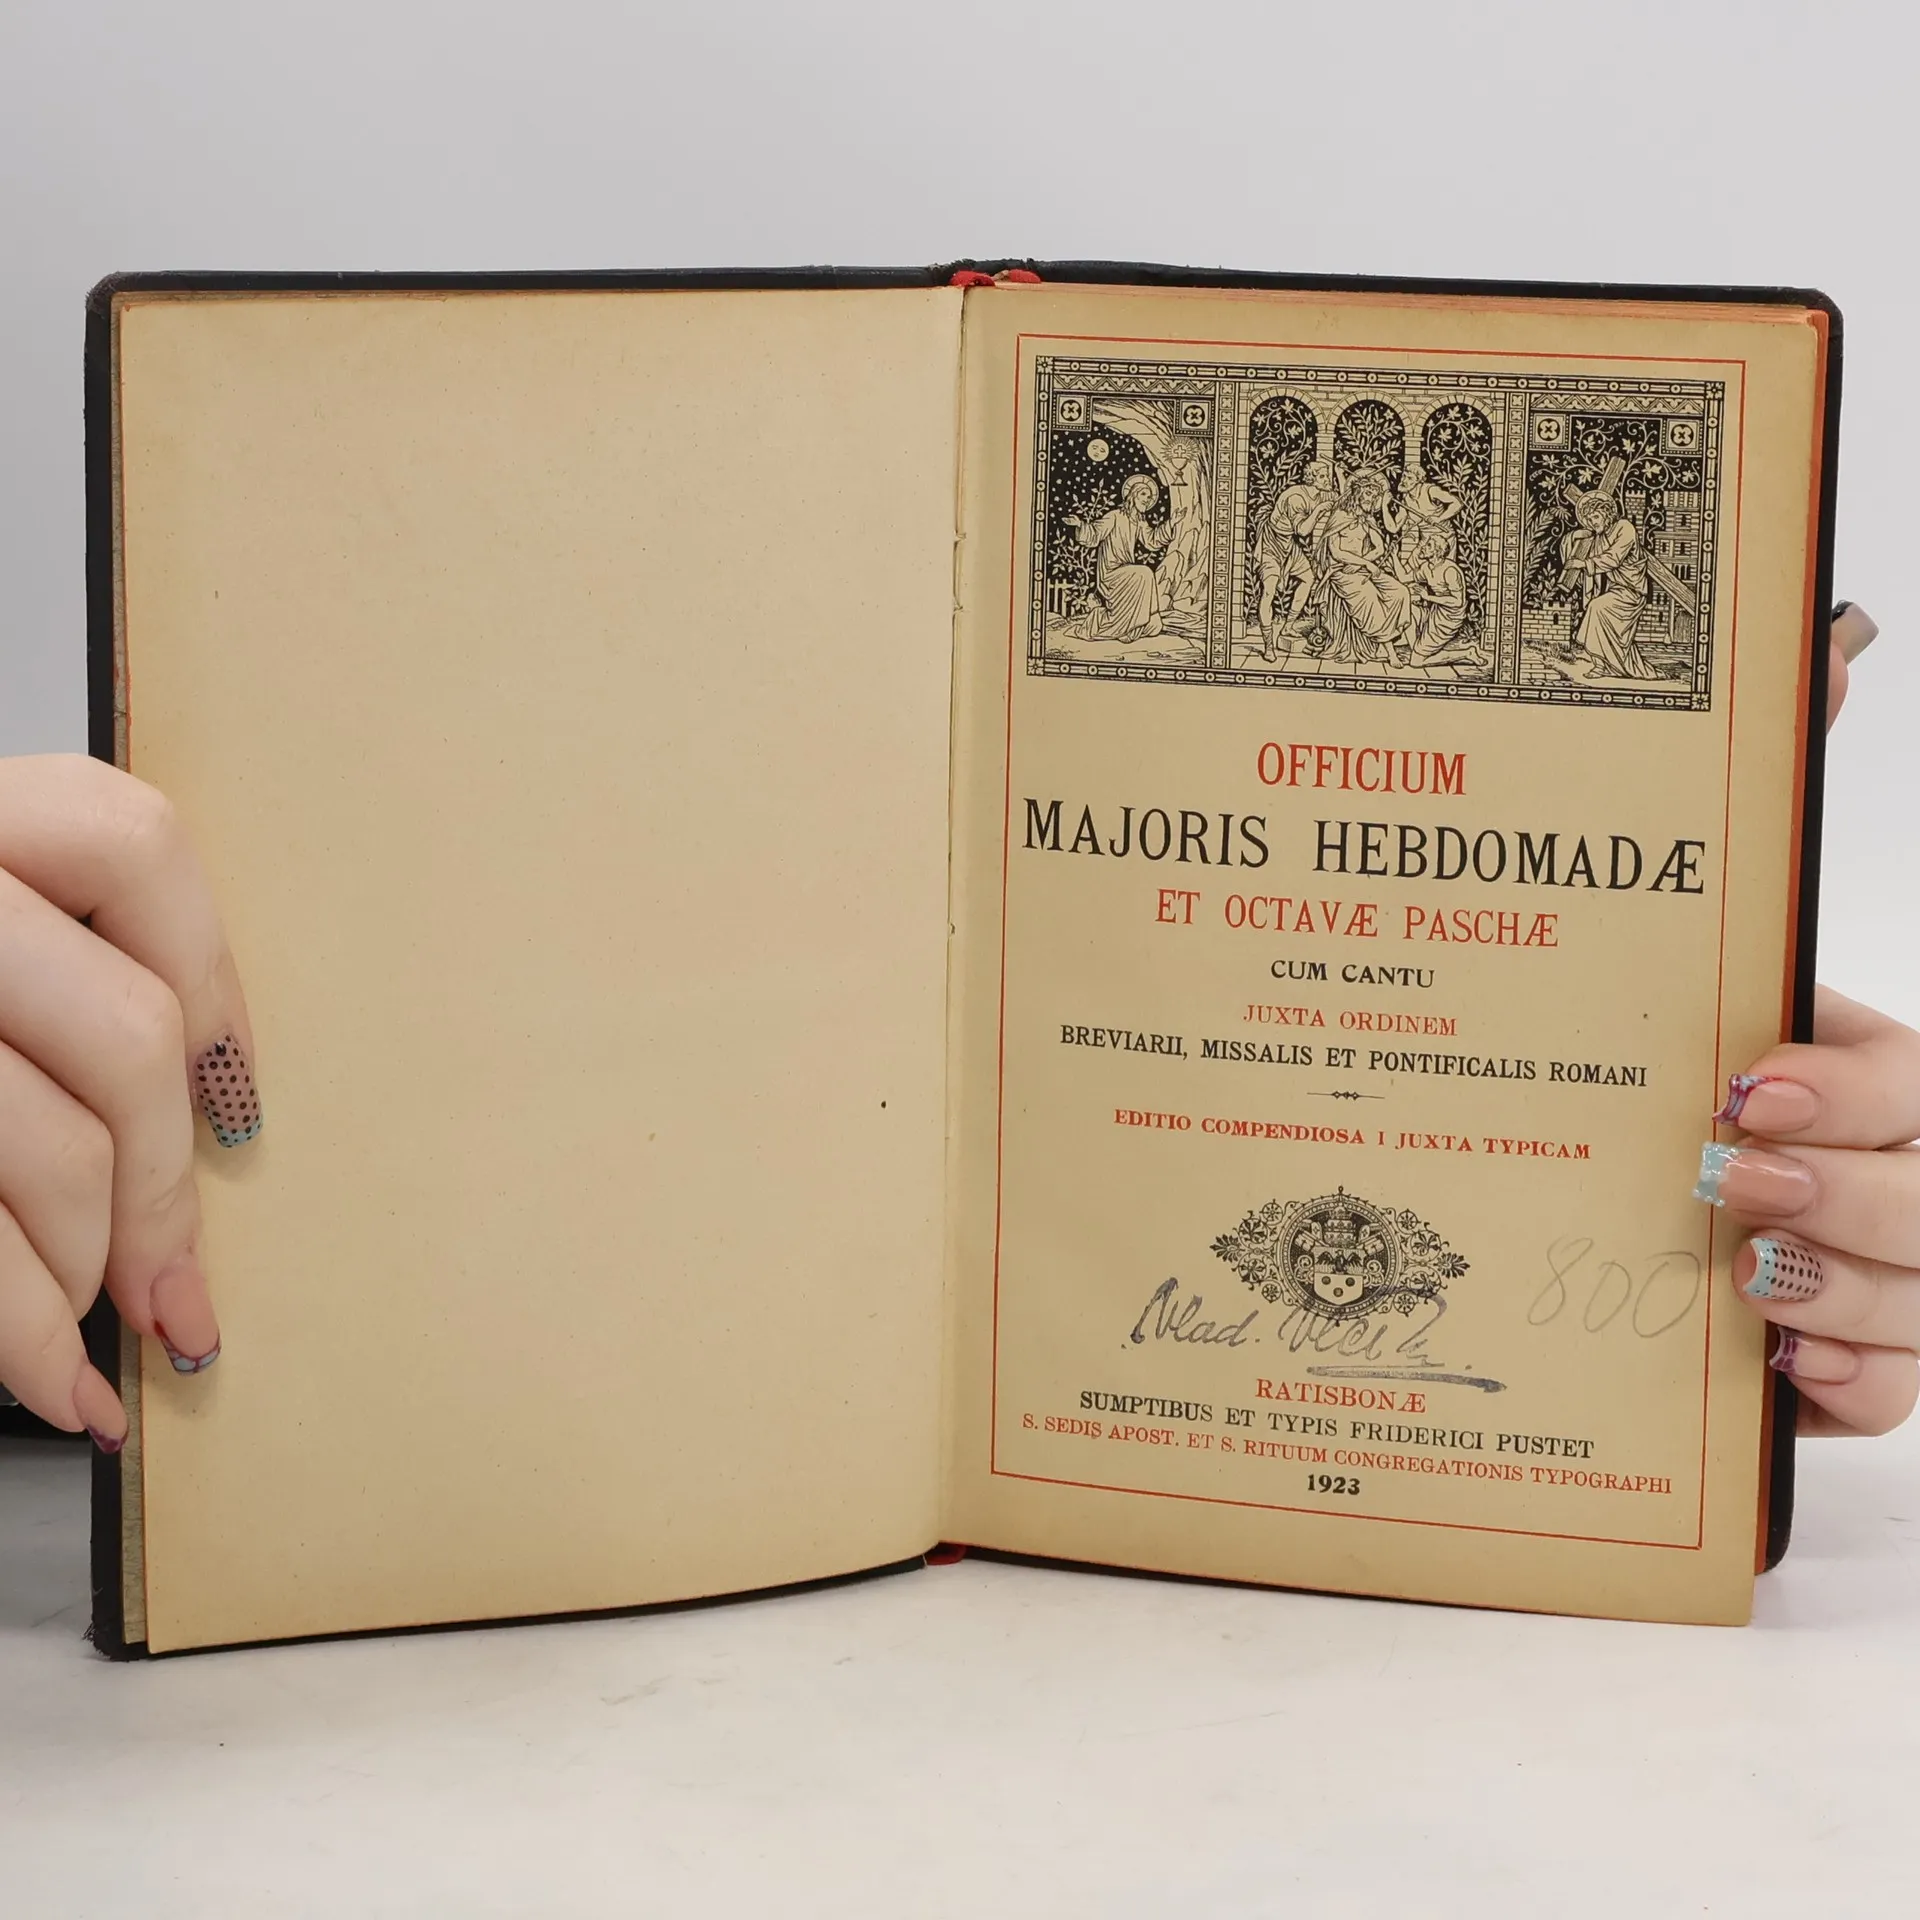 OFFICIUM
MAJORIS HEBDOMADÆ
ET OCTAVÆ PASCHÆ
CUM CANTU
JUXTA ORDINEM
BREVIARII, MISSALIS ET PONTIFICALIS ROMANI
EDITIO COMPENDIOSA I JUXTA TYPICAM
800
Vlad.
RATISBONÆ
SUMPTIBUS ET TYPIS FRIDERICI PUSTET
S. SEDIS APOST. ET S. RITUUM CONGREGATIONIS TYPOGRAPHI
1923